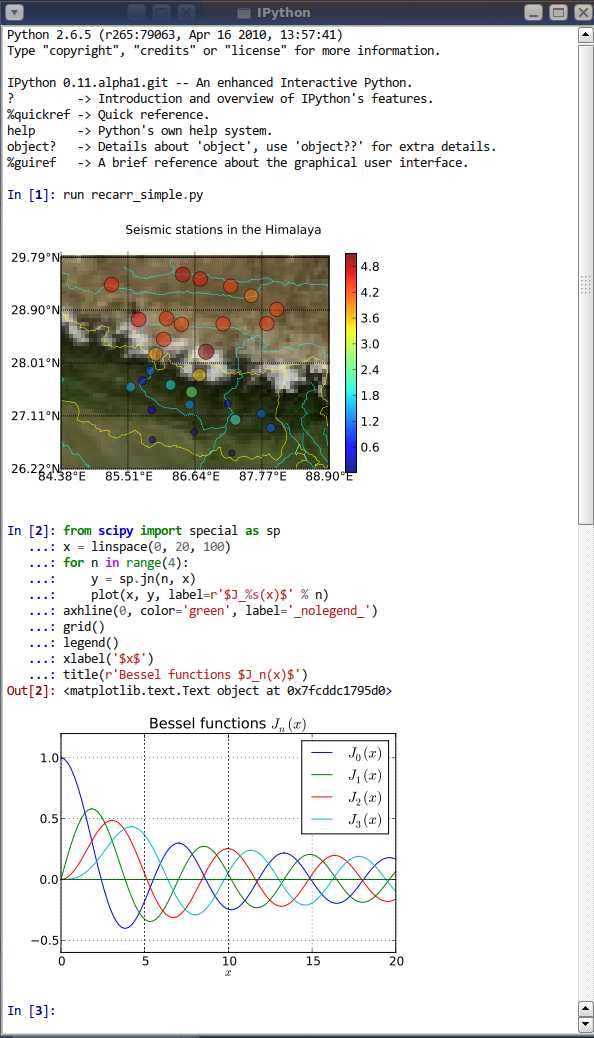 IPython
Python 2.6.5 (r265:79063, Apr 16 2010, 13:57:41)
Type "copyright", "credits" or "license" for more information.
IPython 0.11.alpha1.git -- An enhanced Interactive Python.
?         -> Introduction and overview of IPython's features.
%quickref -> Quick reference.
help      -> Python's own help system.
object?   -> Details about 'object', use 'object??' for extra details.
%guiref   -> A brief reference about the graphical user interface.
In [1]: run recarr_simple.py
Seismic stations in the Himalaya
29.79°N
28.90°N
28.01°N
27.11°N
26.22°N
84.38°E 85.51°E 86.64°E 87.77°E 88.90°E
4.8
4.2
3.6
3.0
2.4
1.8
1.2
0.6
In [2]: from scipy import special as sp
   ...: x = linspace(0, 20, 100)
   ...: for n in range(4):
   ...:     y = sp.jn(n, x)
   ...:     plot(x, y, label=r'$J_%s(x)$' % n)
   ...: axhline(0, color='green', label='_nolegend_')
   ...: grid()
   ...: legend()
   ...: xlabel('$x$')
   ...: title(r'Bessel functions $J_n(x)$')
Out[2]: <matplotlib.text.Text object at 0x7fcddc1795d0>
Bessel functions J_n(x)
J_0(x)
J_1(x)
J_2(x)
J_3(x)
1.0
0.5
0.0
−0.5
0 5 10 15 20
x
In [3]: